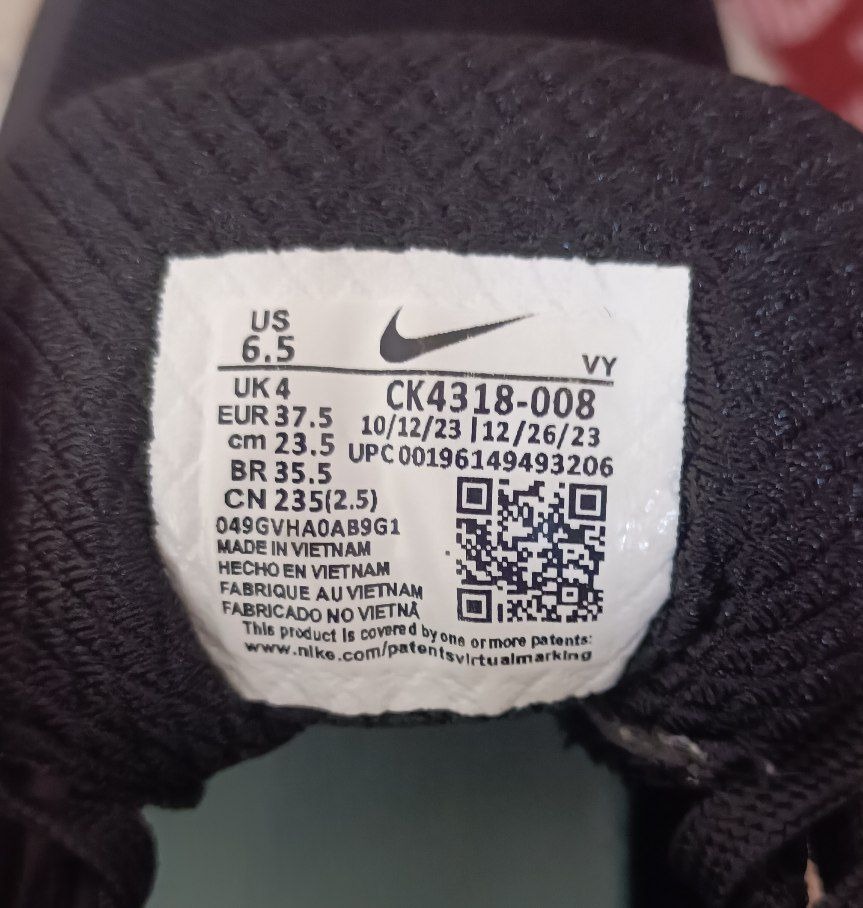 US
6.5
VY
UK 4
EUR 37.5
cm 23.5
BR 35.5
CN 235(2.5)
CK4318-008
10/12/23 | 12/26/23
UPC 00196149493206
049GVHA0AB9G1
MADE IN VIETNAM
HECHO EN VIETNAM
FABRIQUE AU VIETNAM
FABRICADO NO VIETNÃ
This product is covered by one or more patents:
www.nike.com/patentsvirtualmarking